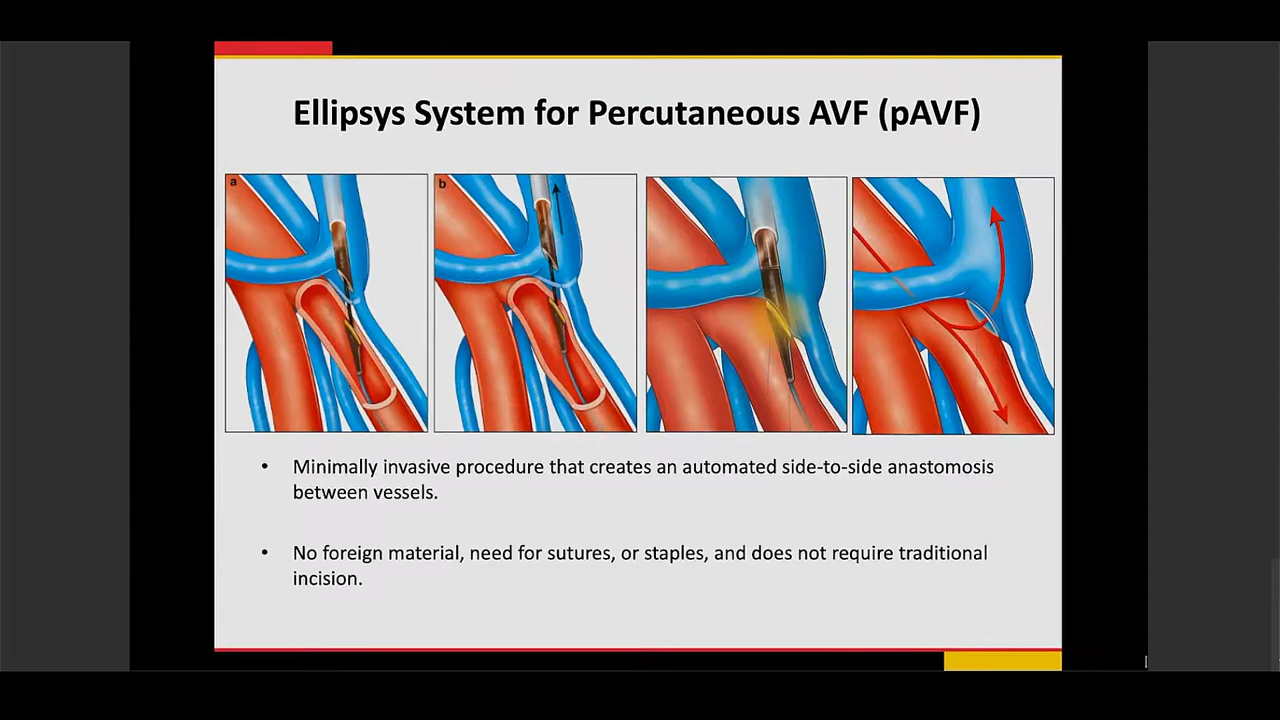 Ellipsys System for Percutaneous AVF (pAVF)
a
b
• Minimally invasive procedure that creates an automated side-to-side anastomosis
between vessels.
• No foreign material, need for sutures, or staples, and does not require traditional
incision.